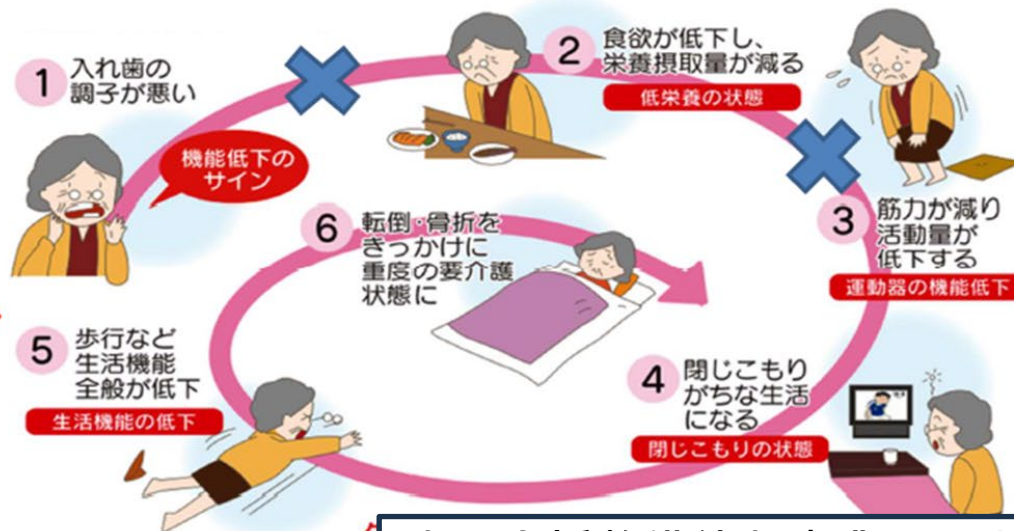 1 入れ歯の
調子が悪い
機能低下の
サイン
2 食欲が低下し、
栄養摂取量が減る
低栄養の状態
3 筋力が減り
活動量が
低下する
運動器の機能低下
4 閉じこもり
がちな生活
になる
閉じこもりの状態
5 歩行など
生活機能
全般が低下
生活機能の低下
6 転倒・骨折を
きっかけに
重度の要介護
状態に